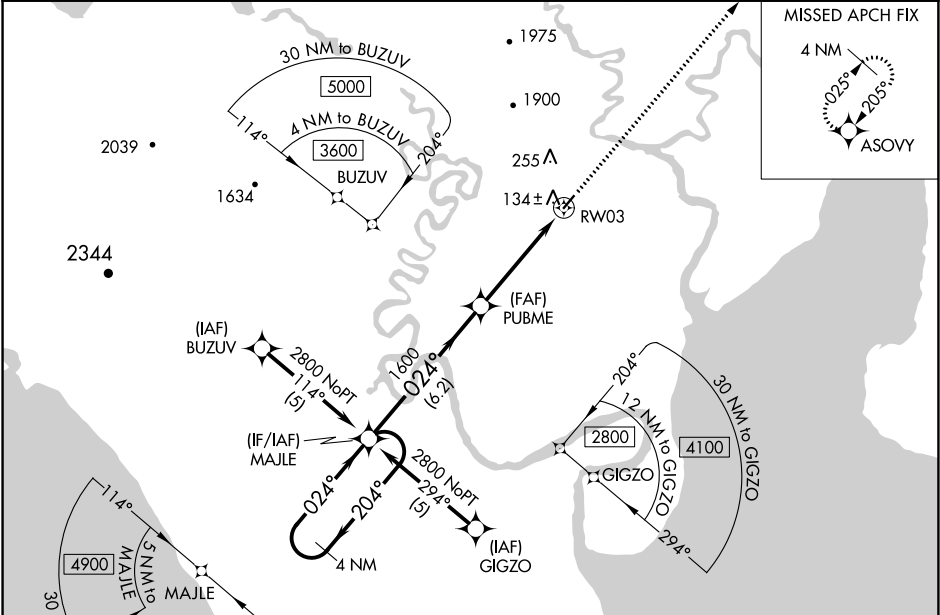 MISSED APCH FIX
4 NM
025°
205°
ASOVY
1975
1900
255
134±
RW03
30 NM to BUZUV
5000
4 NM to BUZUV
3600
114°
204°
BUZUV
2039
1634
2344
(FAF)
PUBME
(IAF)
BUZUV
2800 NoPT
114°
(5)
1600
024°
(6.2)
(IF/IAF)
MAJLE
024°
204°
4 NM
2800 NoPT
294°
(5)
(IAF)
GIGZO
204°
30 NM to GIGZO
12 NM to GIGZO
2800
4100
GIGZO
294°
114°
4900
5 NM to
MAJLE
MAJLE
30